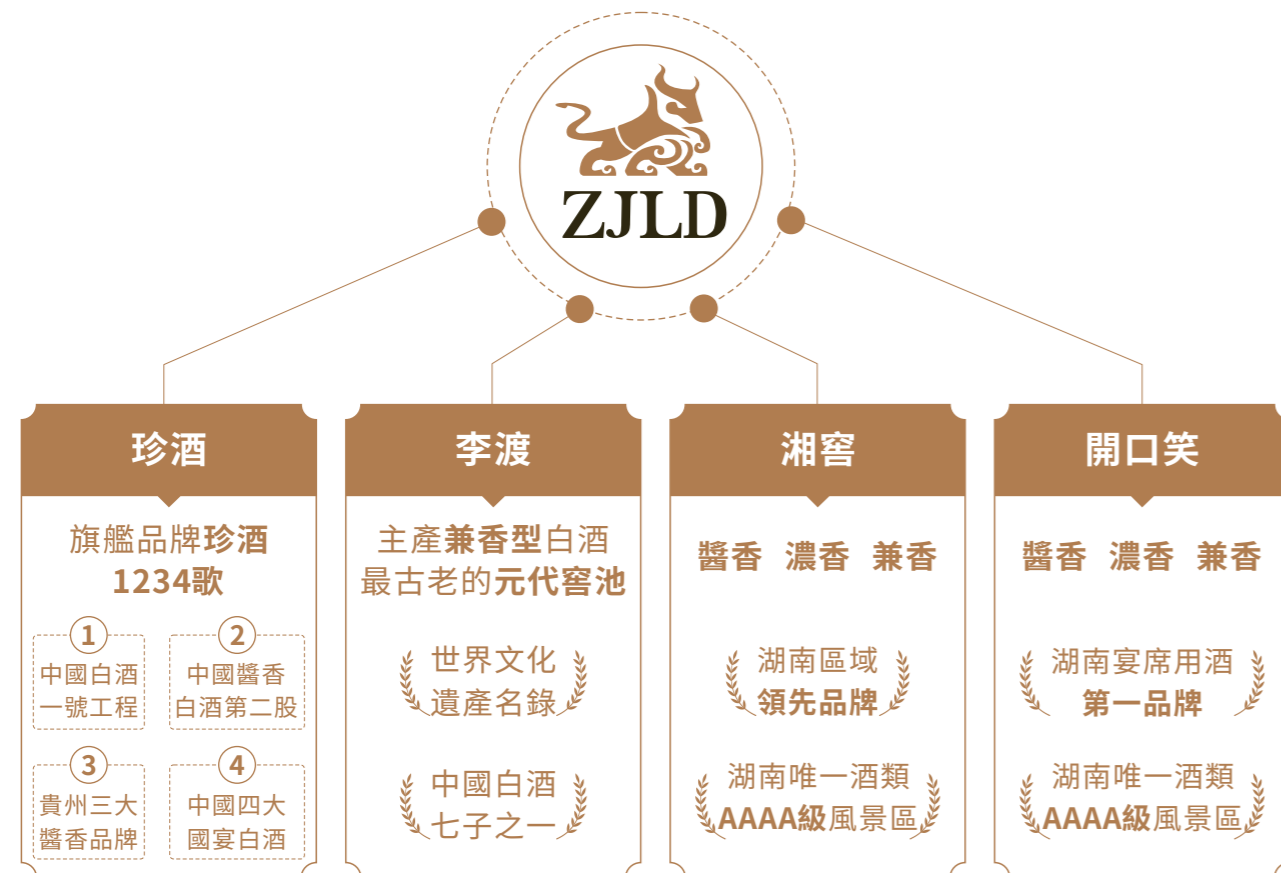 ZJLD
珍酒
旗艦品牌珍酒
1234歌
1
中國白酒
一號工程
2
中國醬香
白酒第二股
3
貴州三大
醬香品牌
4
中國四大
國宴白酒
李渡
主產兼香型白酒
最古老的元代窖池
世界文化
遺產名錄
中國白酒
七子之一
湘窖
醬香 濃香 兼香
湖南區域
領先品牌
湖南唯一酒類
AAAA級風景區
開口笑
醬香 濃香 兼香
湖南宴席用酒
第一品牌
湖南唯一酒類
AAAA級風景區